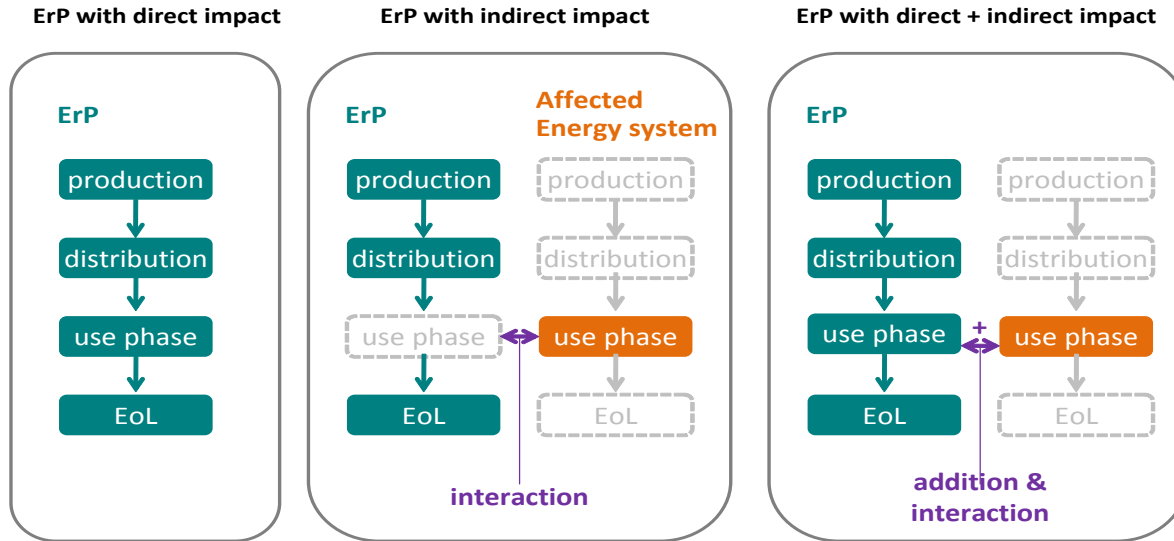 ErP with direct impact
ErP
production
distribution
use phase
EoL
ErP with indirect impact
ErP
Affected
Energy system
production
production
distribution
distribution
use phase
use phase
EoL
EoL
interaction
ErP with direct + indirect impact
ErP
production
production
distribution
distribution
use phase
+
use phase
EoL
EoL
addition &
interaction